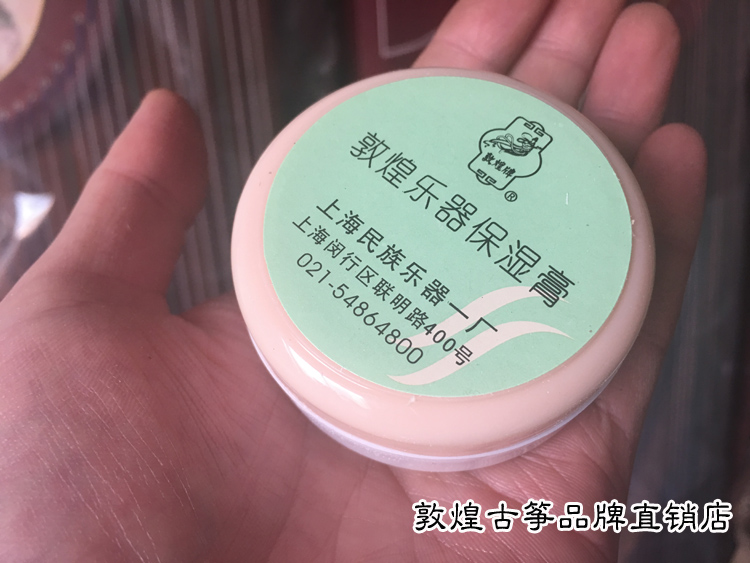 敦煌牌
®
敦煌乐器保湿膏
上海民族乐器一厂
上海闵行区联明路400号
021-54864800
敦煌古筝品牌直销店